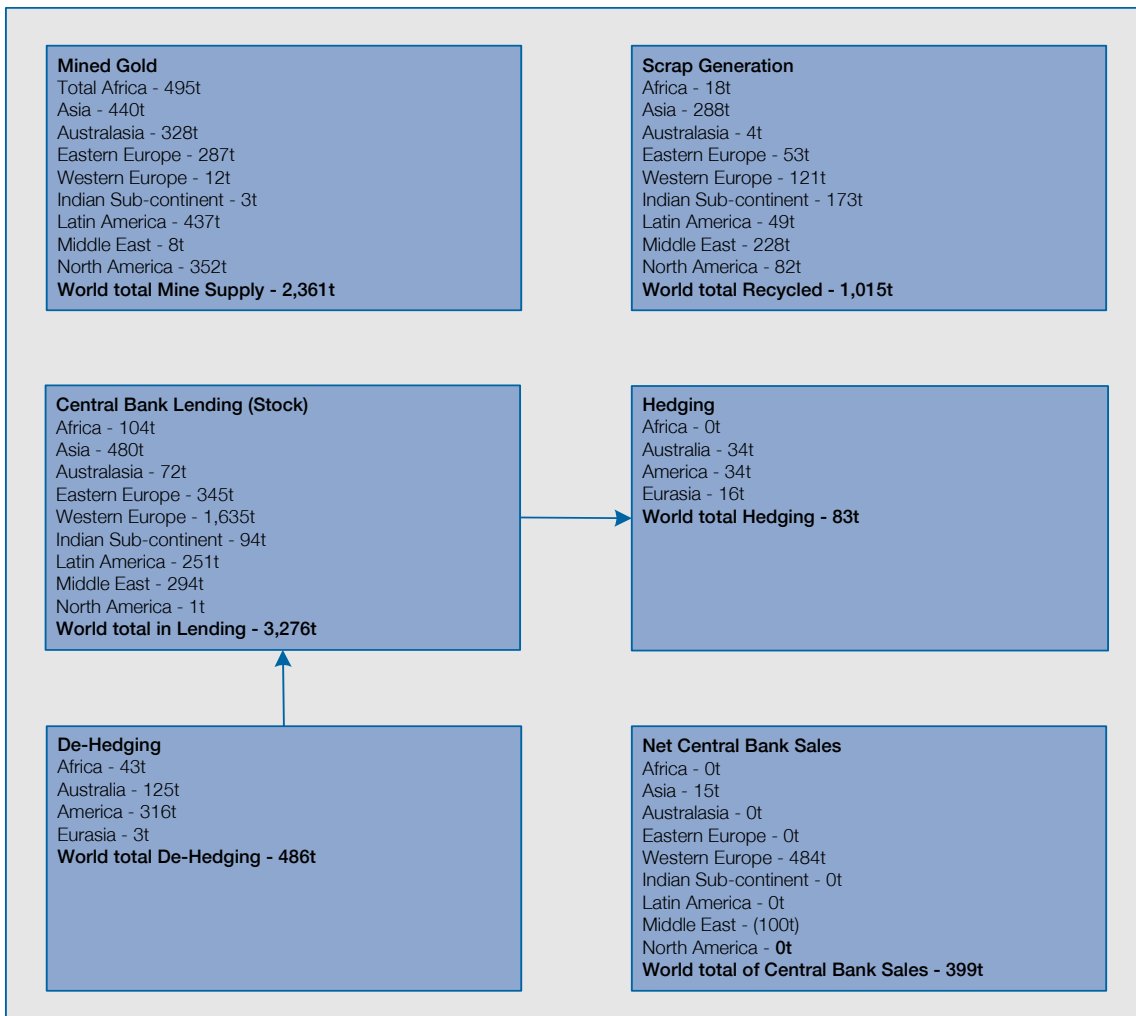 Mined Gold
Total Africa - 495t
Asia - 440t
Australasia - 328t
Eastern Europe - 287t
Western Europe - 12t
Indian Sub-continent - 3t
Latin America - 437t
Middle East - 8t
North America - 352t
World total Mine Supply - 2,361t
Scrap Generation
Africa - 18t
Asia - 288t
Australasia - 4t
Eastern Europe - 53t
Western Europe - 121t
Indian Sub-continent - 173t
Latin America - 49t
Middle East - 228t
North America - 82t
World total Recycled - 1,015t
Central Bank Lending (Stock)
Africa - 104t
Asia - 480t
Australasia - 72t
Eastern Europe - 345t
Western Europe - 1,635t
Indian Sub-continent - 94t
Latin America - 251t
Middle East - 294t
North America - 1t
World total in Lending - 3,276t
Hedging
Africa - 0t
Australia - 34t
America - 34t
Eurasia - 16t
World total Hedging - 83t
De-Hedging
Africa - 43t
Australia - 125t
America - 316t
Eurasia - 3t
World total De-Hedging - 486t
Net Central Bank Sales
Africa - 0t
Asia - 15t
Australasia - 0t
Eastern Europe - 0t
Western Europe - 484t
Indian Sub-continent - 0t
Latin America - 0t
Middle East - (100t)
North America - 0t
World total of Central Bank Sales - 399t